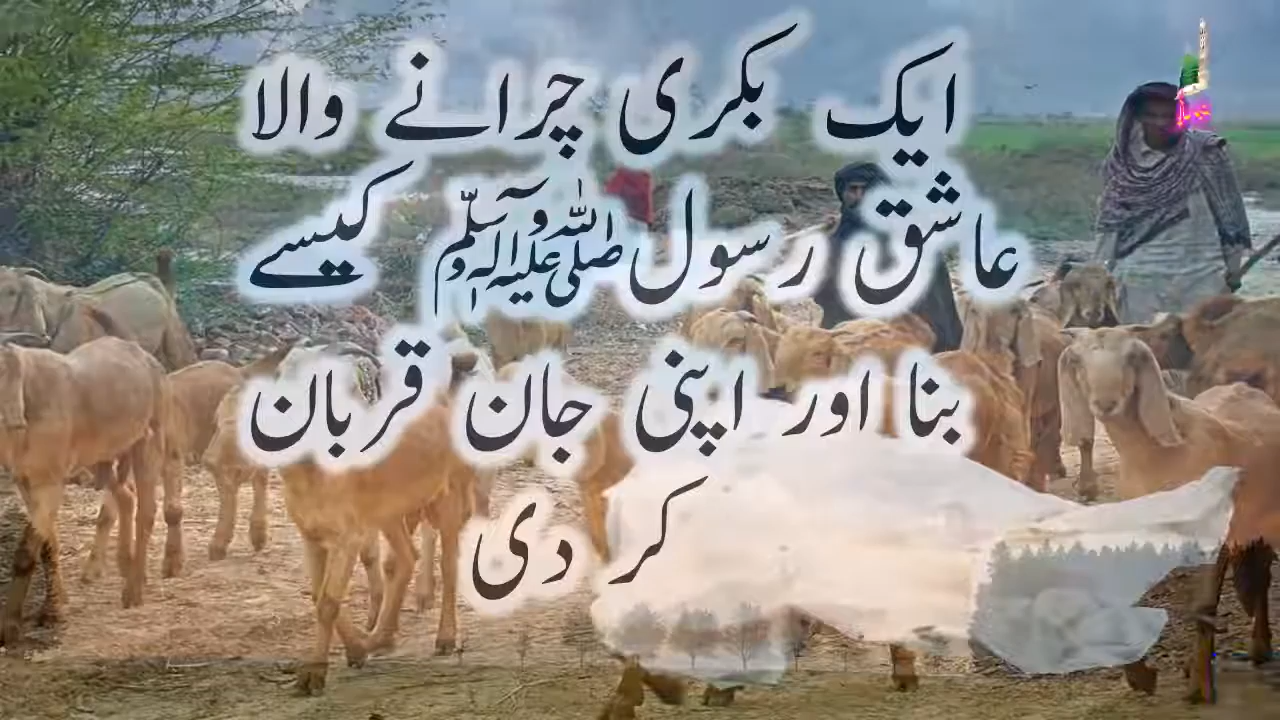 ایک بکری چرانے والا
عاشق رسول ﷺ کیسے
بنا اور اپنی جان قربان
کر دی